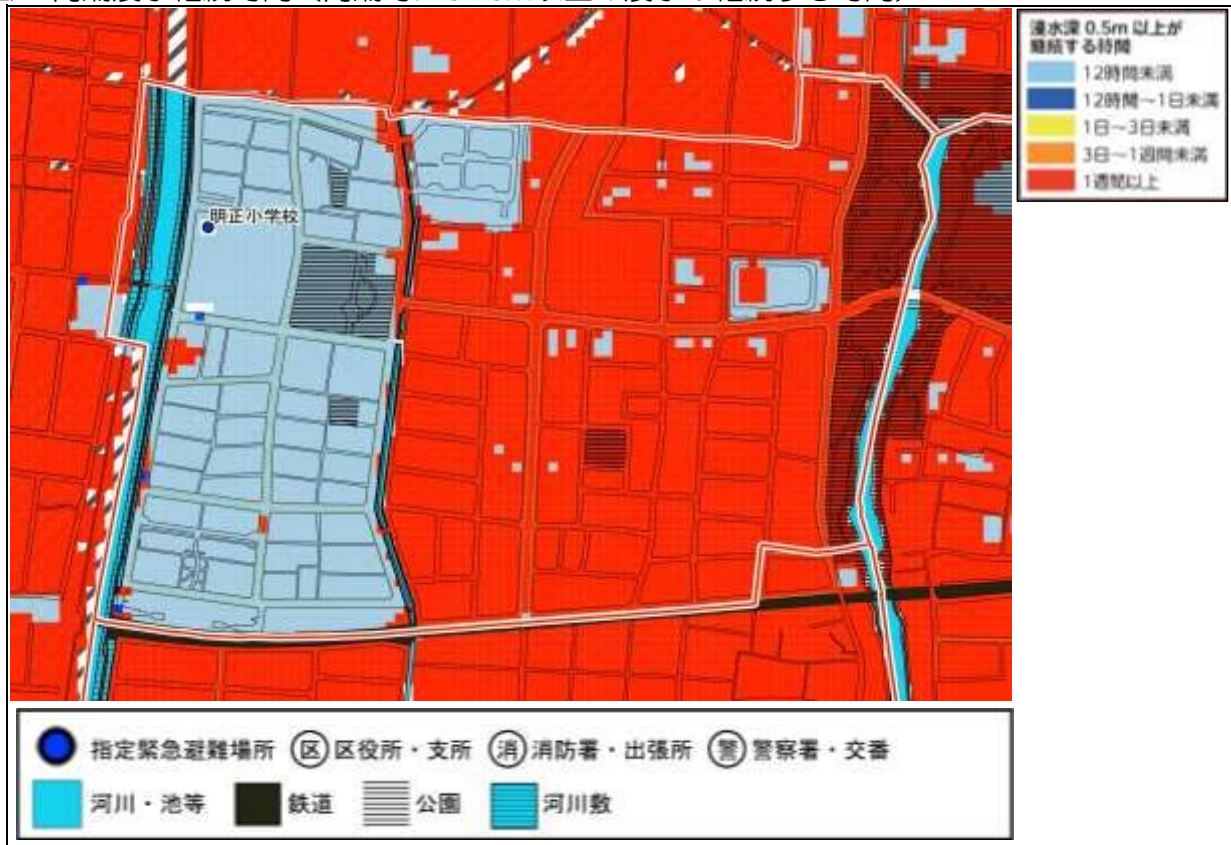 浸水深 0.5m 以上が
継続する時間
12時間未満
12時間～1日未満
1日～3日未満
3日～1週間未満
1週間以上
明正小学校
指定緊急避難場所 区 区役所・支所 消 消防署・出張所 警 警察署・交番
河川・池等 鉄道 公園 河川敷